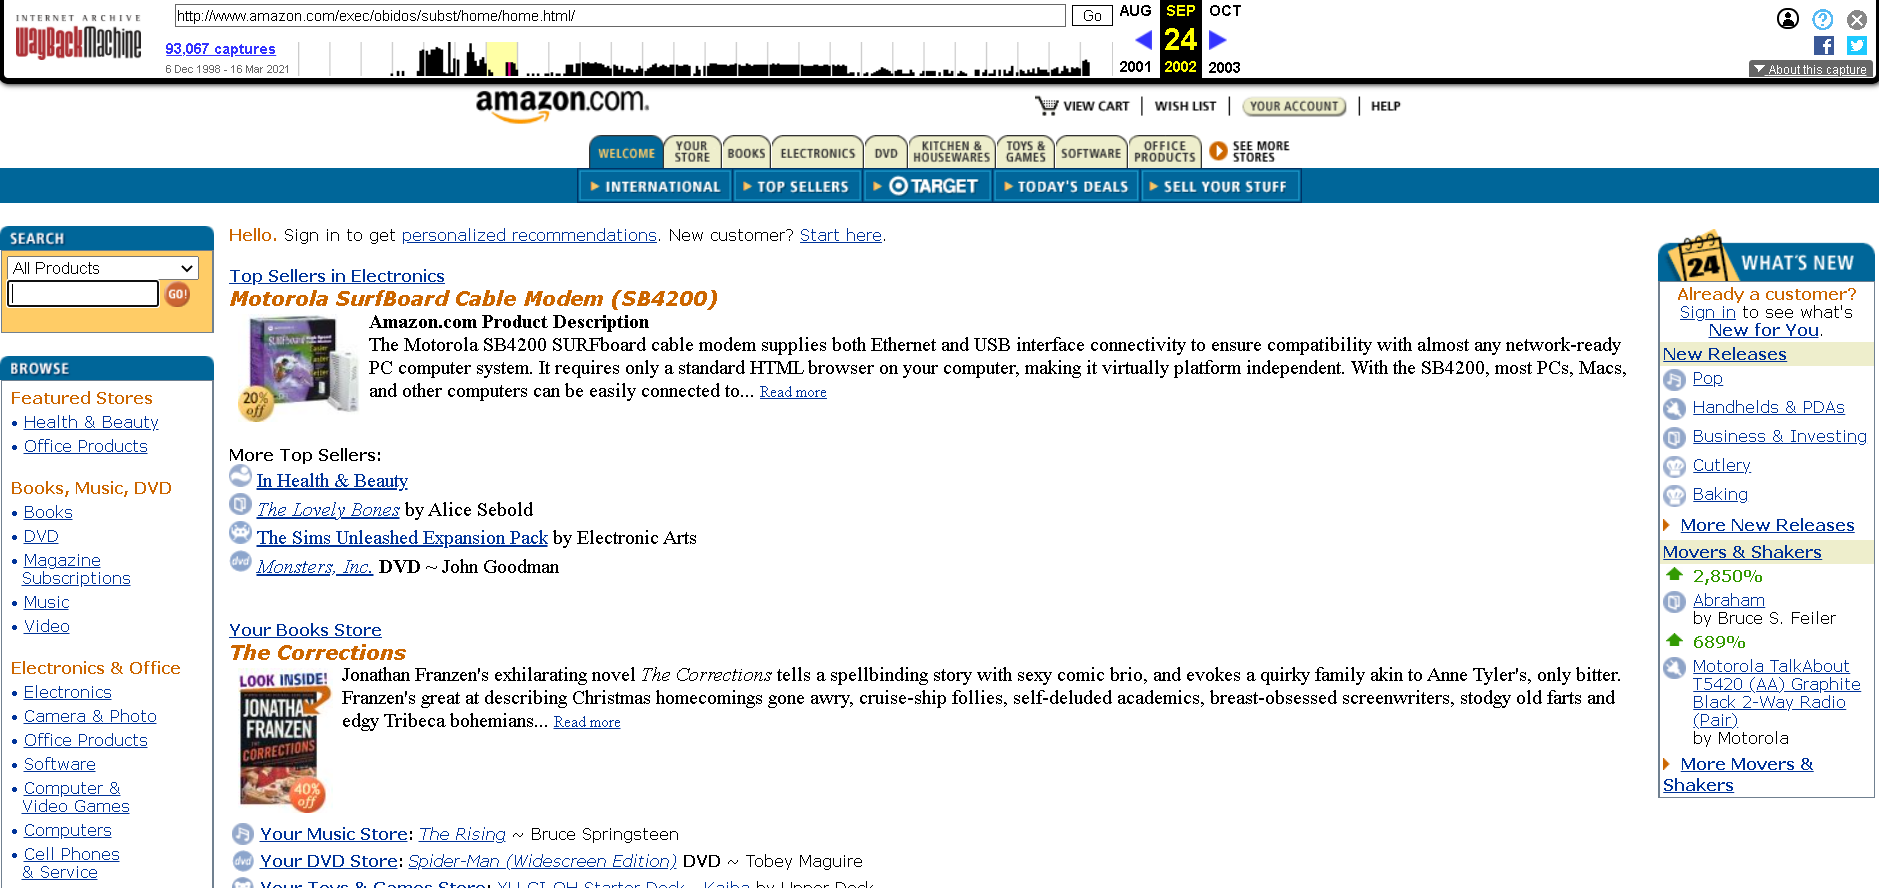 INTERNET ARCHIVE
WayBackMachine
http://www.amazon.com/exec/obidos/subst/home/home.html/
Go
93,067 captures
6 Dec 1998 - 16 Mar 2021
AUG
SEP
OCT
24
2001
2002
2003
About this capture
amazon.com.
VIEW CART
WISH LIST
YOUR ACCOUNT
HELP
WELCOME
YOUR STORE
BOOKS
ELECTRONICS
DVD
KITCHEN & HOUSEWARES
TOYS & GAMES
SOFTWARE
OFFICE PRODUCTS
SEE MORE STORES
INTERNATIONAL
TOP SELLERS
TARGET
TODAY'S DEALS
SELL YOUR STUFF
SEARCH
All Products
GO!
BROWSE
Featured Stores
• Health & Beauty
• Office Products
Books, Music, DVD
• Books
• DVD
• Magazine
Subscriptions
• Music
• Video
Electronics & Office
• Electronics
• Camera & Photo
• Office Products
• Software
• Computer &
Video Games
• Computers
• Cell Phones
& Service
Hello. Sign in to get personalized recommendations. New customer? Start here.
Top Sellers in Electronics
Motorola SurfBoard Cable Modem (SB4200)
SURFboard
20% off
Amazon.com Product Description
The Motorola SB4200 SURFboard cable modem supplies both Ethernet and USB interface connectivity to ensure compatibility with almost any network-ready
PC computer system. It requires only a standard HTML browser on your computer, making it virtually platform independent. With the SB4200, most PCs, Macs,
and other computers can be easily connected to... Read more
More Top Sellers:
In Health & Beauty
The Lovely Bones by Alice Sebold
The Sims Unleashed Expansion Pack by Electronic Arts
dvd Monsters, Inc. DVD ~ John Goodman
Your Books Store
The Corrections
LOOK INSIDE!
JONATHAN
FRANZEN
THE
CORRECTIONS
40% off
Jonathan Franzen's exhilarating novel The Corrections tells a spellbinding story with sexy comic brio, and evokes a quirky family akin to Anne Tyler's, only bitter.
Franzen's great at describing Christmas homecomings gone awry, cruise-ship follies, self-deluded academics, breast-obsessed screenwriters, stodgy old farts and
edgy Tribeca bohemians... Read more
Your Music Store: The Rising ~ Bruce Springsteen
dvd Your DVD Store: Spider-Man (Widescreen Edition) DVD ~ Tobey Maguire
Your Toys & Games Store: YU-GI-OH Starter Deck - Kaiba by Upper Deck
24
WHAT'S NEW
Already a customer?
Sign in to see what's
New for You.
New Releases
Pop
Handhelds & PDAs
Business & Investing
Cutlery
Baking
More New Releases
Movers & Shakers
2,850%
Abraham
by Bruce S. Feiler
689%
Motorola TalkAbout
T5420 (AA) Graphite
Black 2-Way Radio
(Pair)
by Motorola
More Movers &
Shakers